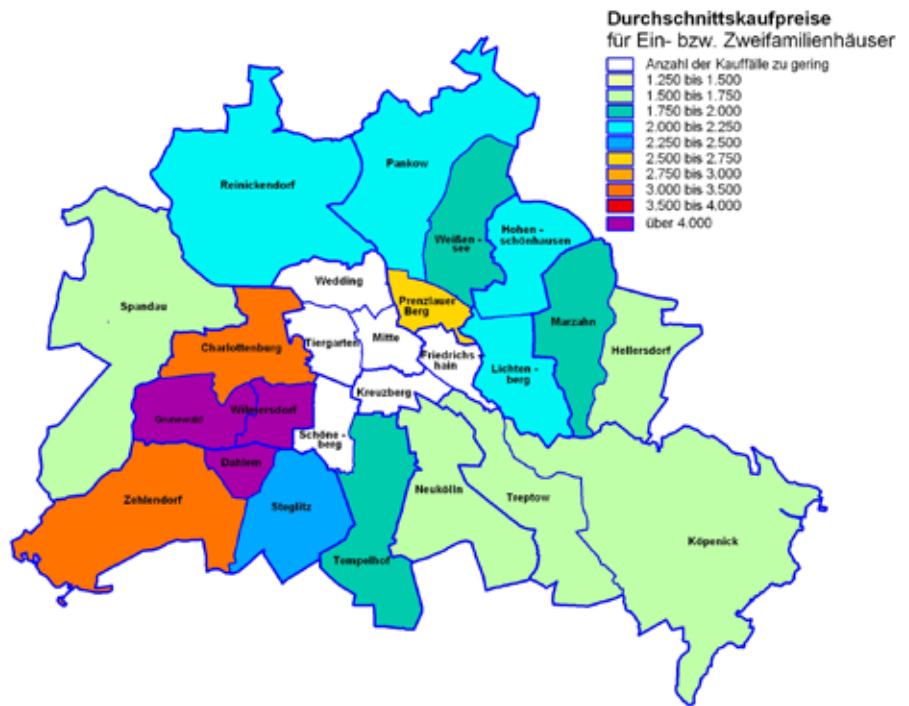 Durchschnittskaufpreise
für Ein- bzw. Zweifamilienhäuser
Anzahl der Kauffälle zu gering
1.250 bis 1.500
1.500 bis 1.750
1.750 bis 2.000
2.000 bis 2.250
2.250 bis 2.500
2.500 bis 2.750
2.750 bis 3.000
3.000 bis 3.500
3.500 bis 4.000
über 4.000
Pankow
Reinickendorf
Weißen -
see
Hohen -
schönhausen
Wedding
Prenzlauer
Berg
Spandau
Marzahn
Tiergarten
Mitte
Charlottenburg
Friedrichs -
hain
Hellersdorf
Lichten -
berg
Kreuzberg
Grunewald
Wilmersdorf
Schöne -
berg
Dahlem
Zehlendorf
Steglitz
Neukölln
Treptow
Köpenick
Tempelhof